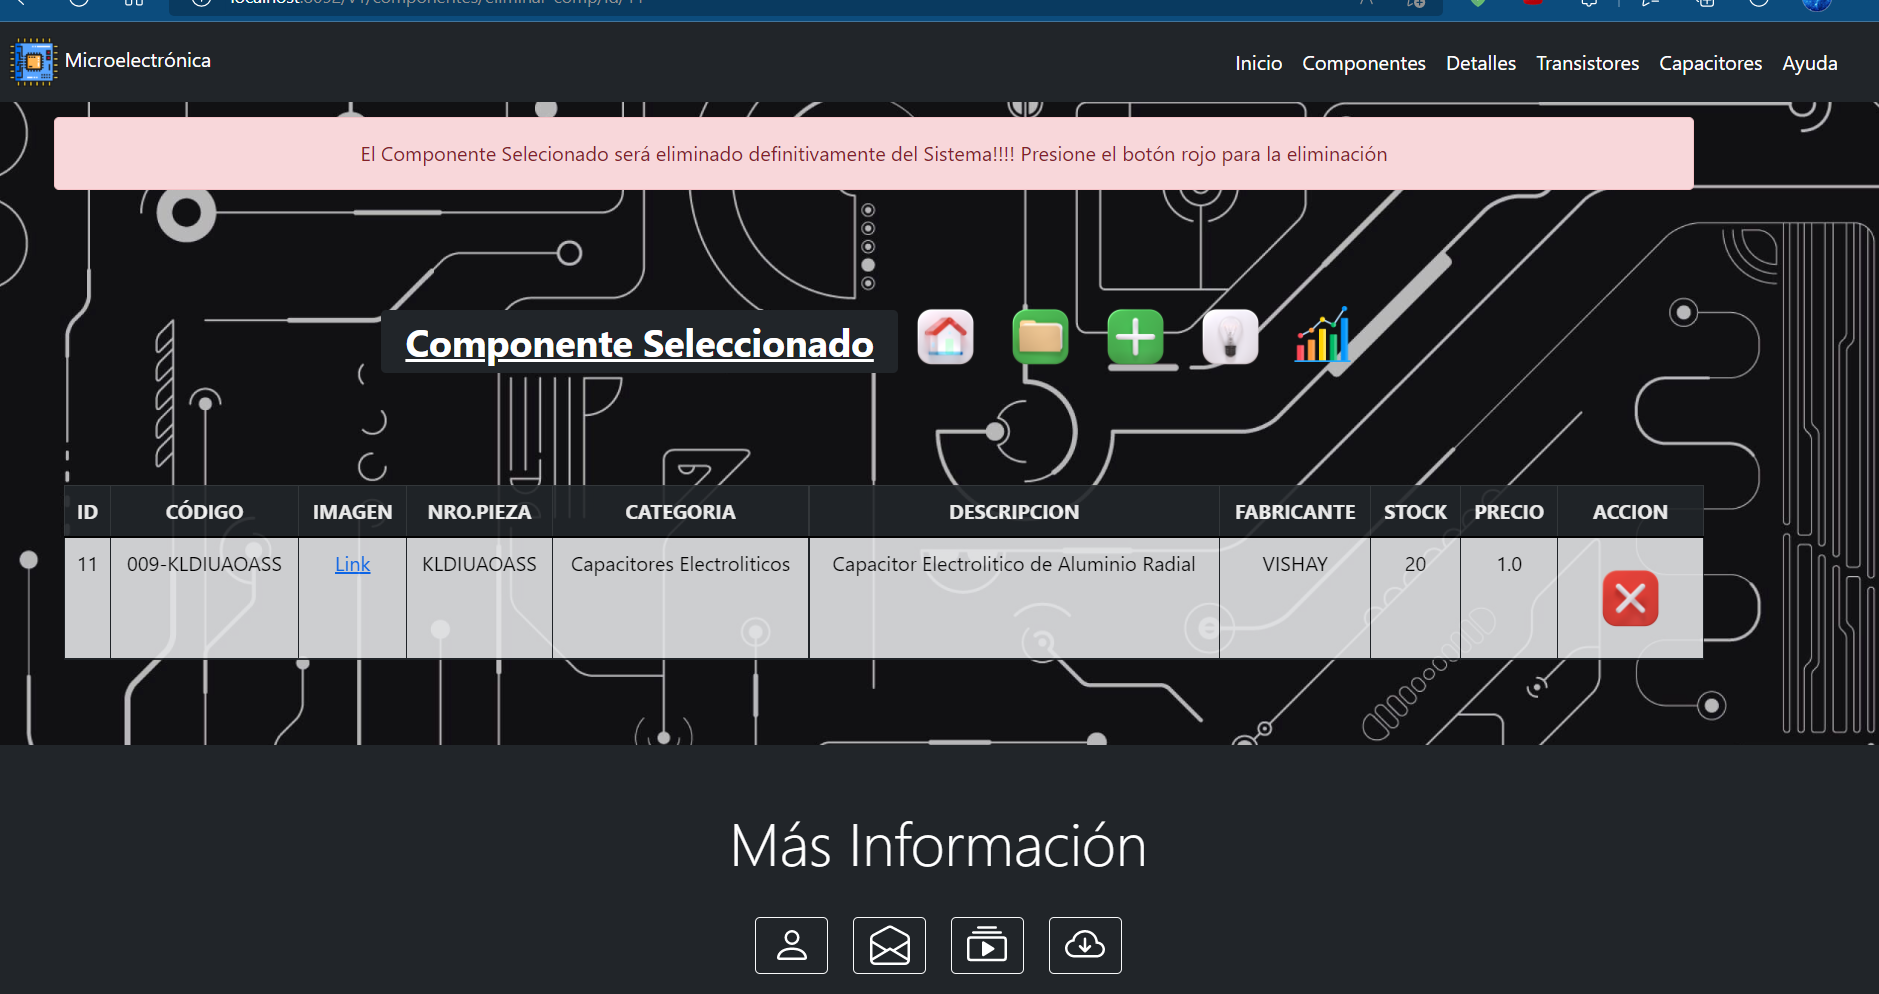 Microelectrónica
Inicio Componentes Detalles Transistores Capacitores Ayuda
El Componente Selecionado será eliminado definitivamente del Sistema!!!! Presione el botón rojo para la eliminación
Componente Seleccionado
ID CÓDIGO IMAGEN NRO.PIEZA CATEGORIA DESCRIPCION FABRICANTE STOCK PRECIO ACCION
11 009-KLDIUAOASS Link KLDIUAOASS Capacitores Electroliticos Capacitor Electrolitico de Aluminio Radial VISHAY 20 1.0
Más Información